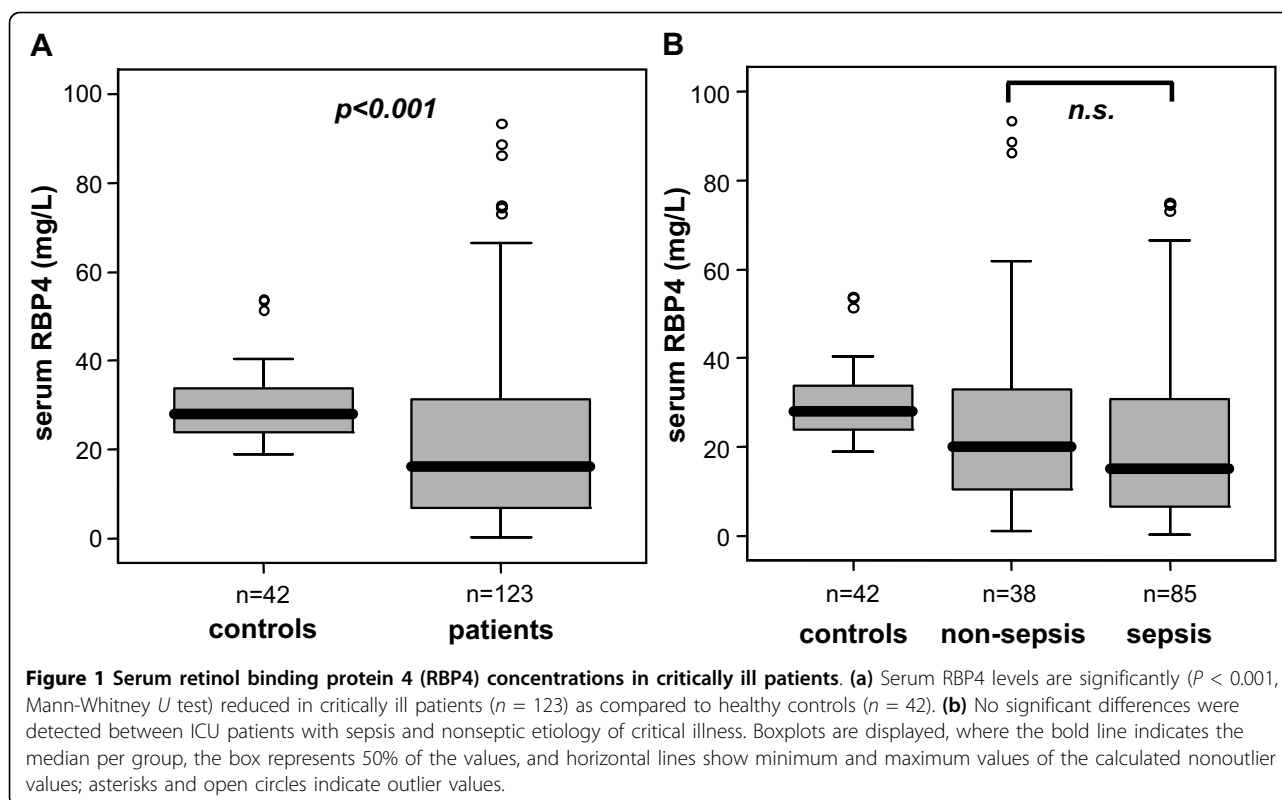 A
p<0.001
serum RBP4 (mg/L)
100
80
60
40
20
0
n=42
n=123
controls
patients
B
n.s.
serum RBP4 (mg/L)
100
80
60
40
20
0
n=42
n=38
n=85
controls
non-sepsis
sepsis
Figure 1 Serum retinol binding protein 4 (RBP4) concentrations in critically ill patients. (a) Serum RBP4 levels are significantly (P < 0.001,
Mann-Whitney U test) reduced in critically ill patients (n = 123) as compared to healthy controls (n = 42). (b) No significant differences were
detected between ICU patients with sepsis and nonseptic etiology of critical illness. Boxplots are displayed, where the bold line indicates the
median per group, the box represents 50% of the values, and horizontal lines show minimum and maximum values of the calculated nonoutlier
values; asterisks and open circles indicate outlier values.